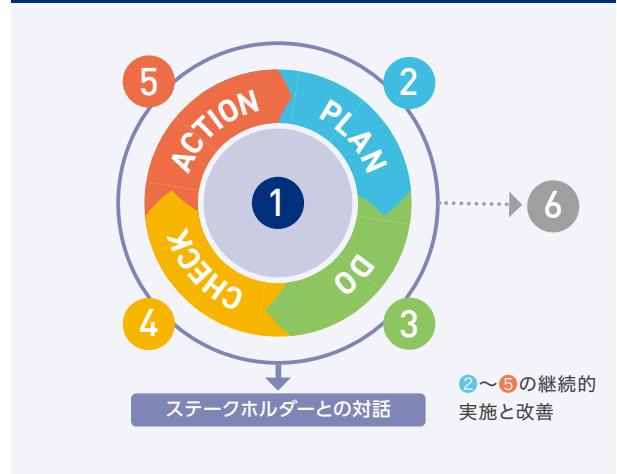 5
2
ACTION
PLAN
1
6
CHECK
DO
4
3
ステークホルダーとの対話
2～5の継続的
実施と改善